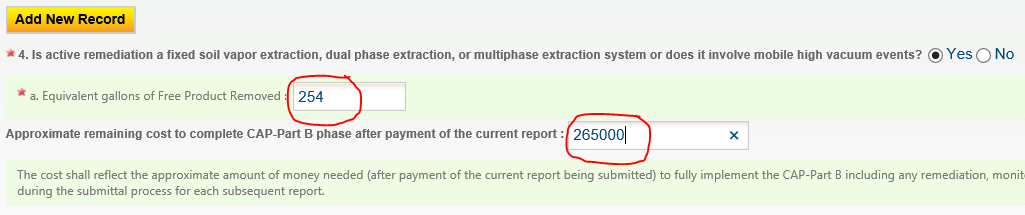 Add New Record
* 4. Is active remediation a fixed soil vapor extraction, dual phase extraction, or multiphase extraction system or does it involve mobile high vacuum events? Yes No
* a. Equivalent gallons of Free Product Removed : 254
Approximate remaining cost to complete CAP-Part B phase after payment of the current report : 265000 ×
The cost shall reflect the approximate amount of money needed (after payment of the current report being submitted) to fully implement the CAP-Part B including any remediation, monit
during the submittal process for each subsequent report.